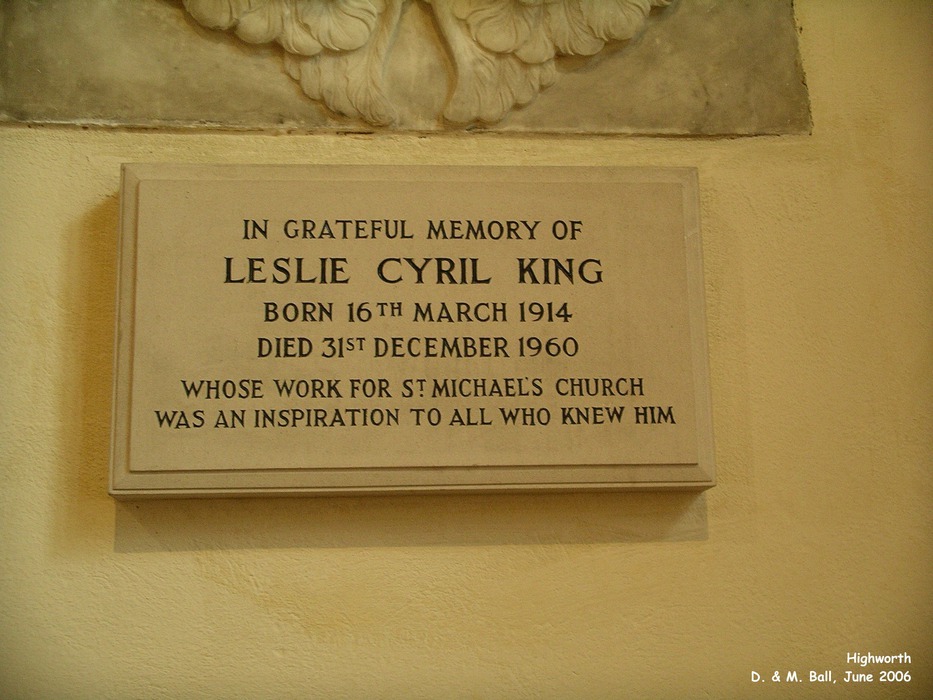 IN GRATEFUL MEMORY OF
LESLIE CYRIL KING
BORN 16TH MARCH 1914
DIED 31ST DECEMBER 1960
WHOSE WORK FOR ST MICHAEL'S CHURCH
WAS AN INSPIRATION TO ALL WHO KNEW HIM
Highworth
D. & M. Ball, June 2006